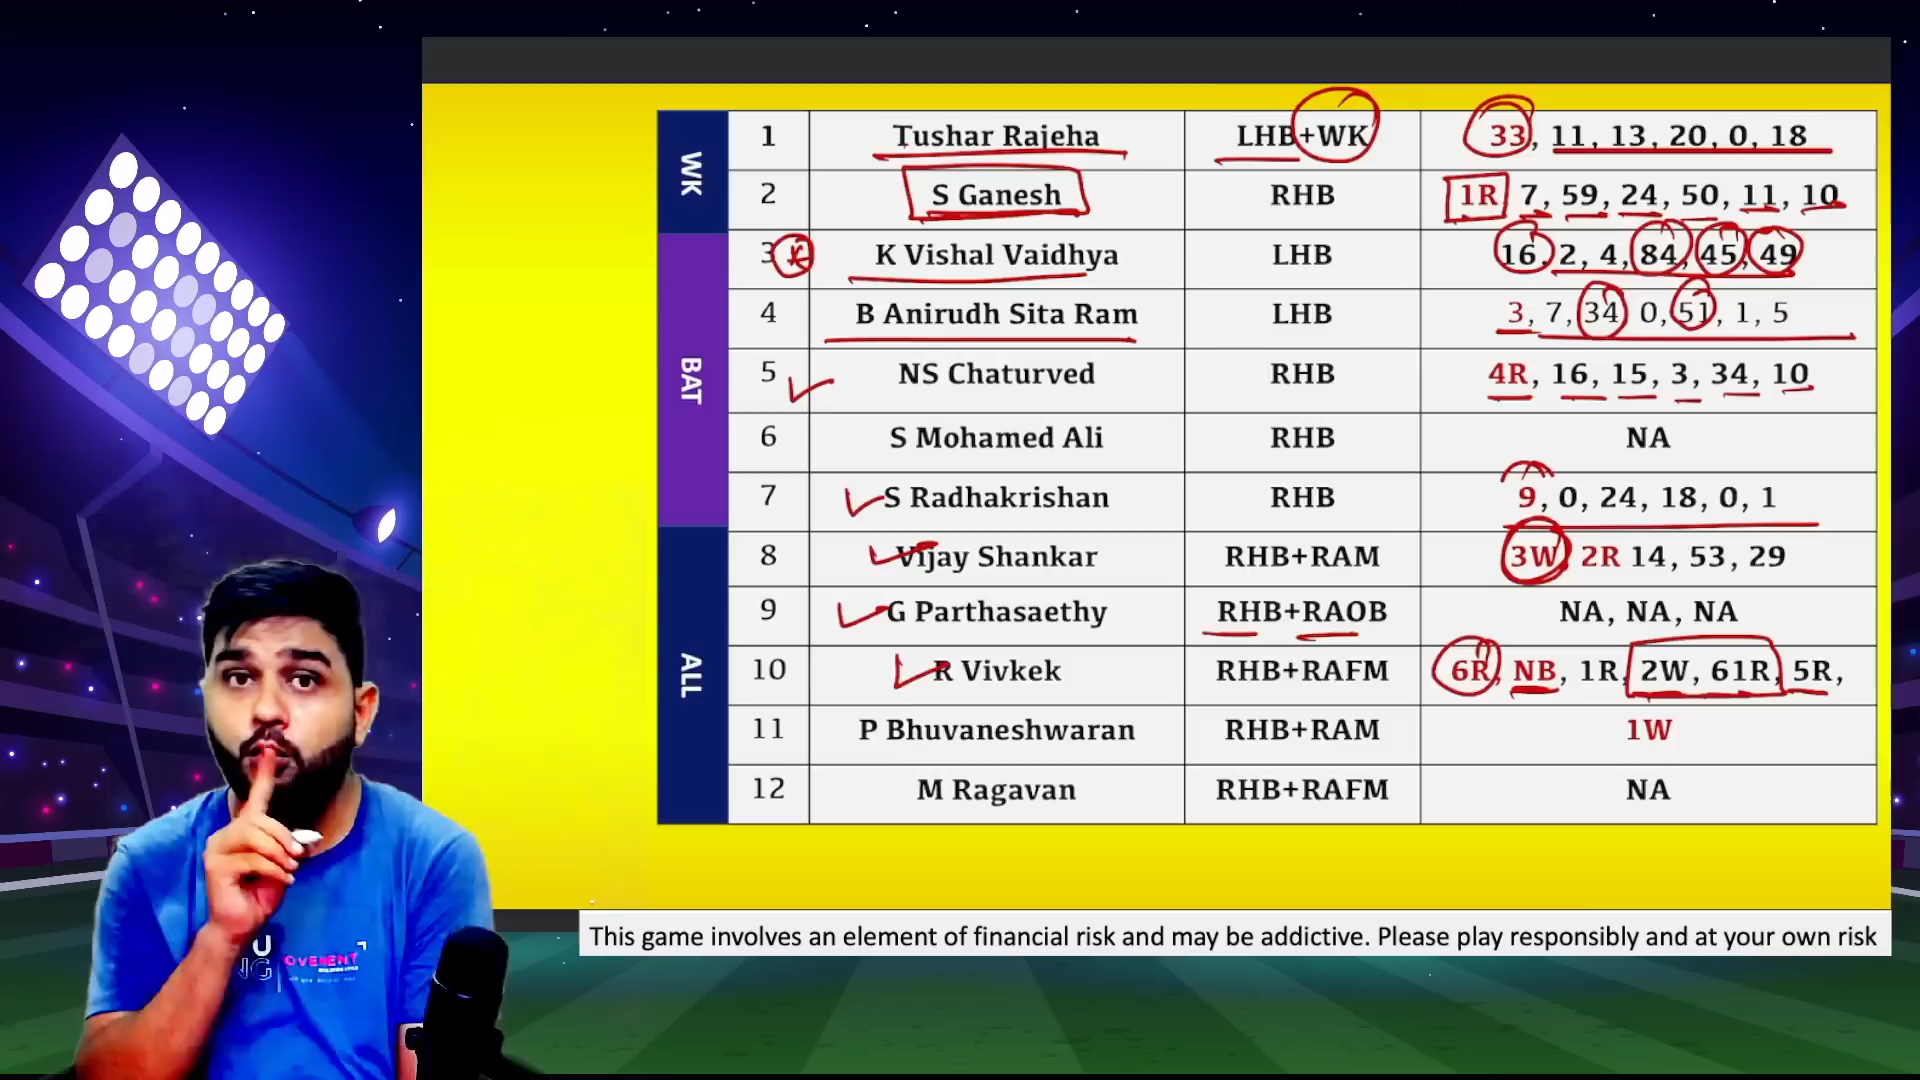 WK
1 Tushar Rajeha LHB+WK 33, 11, 13, 20, 0, 18
2 S Ganesh RHB 1R 7, 59, 24, 50, 11, 10
BAT
3 K Vishal Vaidhya LHB 16, 2, 4, 84, 45, 49
4 B Anirudh Sita Ram LHB 3, 7, 34 0, 51, 1, 5
5 NS Chaturved RHB 4R, 16, 15, 3, 34, 10
6 S Mohamed Ali RHB NA
7 S Radhakrishan RHB 9, 0, 24, 18, 0, 1
ALL
8 Vijay Shankar RHB+RAM 3W 2R 14, 53, 29
9 G Parthasaethy RHB+RAOB NA, NA, NA
10 R Vivkek RHB+RAFM 6R, NB, 1R, 2W, 61R, 5R,
11 P Bhuvaneshwaran RHB+RAM 1W
12 M Ragavan RHB+RAFM NA
This game involves an element of financial risk and may be addictive. Please play responsibly and at your own risk